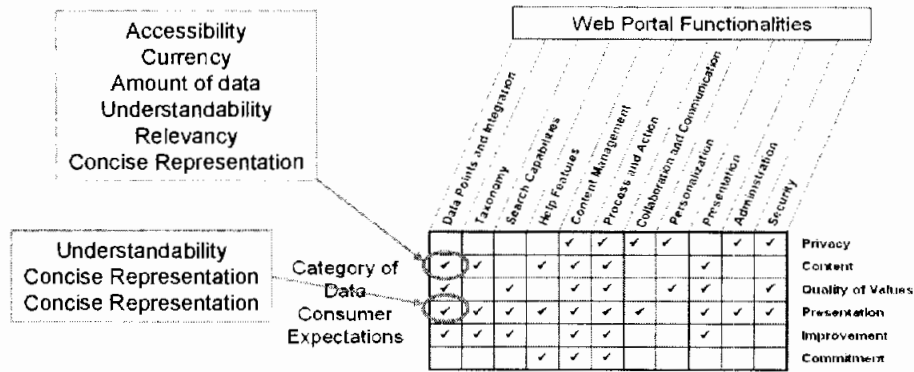 Web Portal Functionalities
Accessibility
Currency
Amount of data
Understandability
Relevancy
Concise Representation
Data Points and Integration
Taxonomy
Search Capabilities
Help Features
Content Management
Process and Action
Collaboration and Communication
Personalization
Presentation
Administration
Security
Understandability
Concise Representation
Concise Representation
Category of
Data
Consumer
Expectations
✓ ✓ ✓ ✓ ✓ ✓ Privacy
✓ ✓ ✓ ✓ ✓ ✓ Content
✓ ✓ ✓ ✓ ✓ ✓ ✓ Quality of Values
✓ ✓ ✓ ✓ ✓ ✓ ✓ ✓ ✓ ✓ Presentation
✓ ✓ ✓ ✓ ✓ ✓ Improvement
✓ ✓ ✓ Commitment